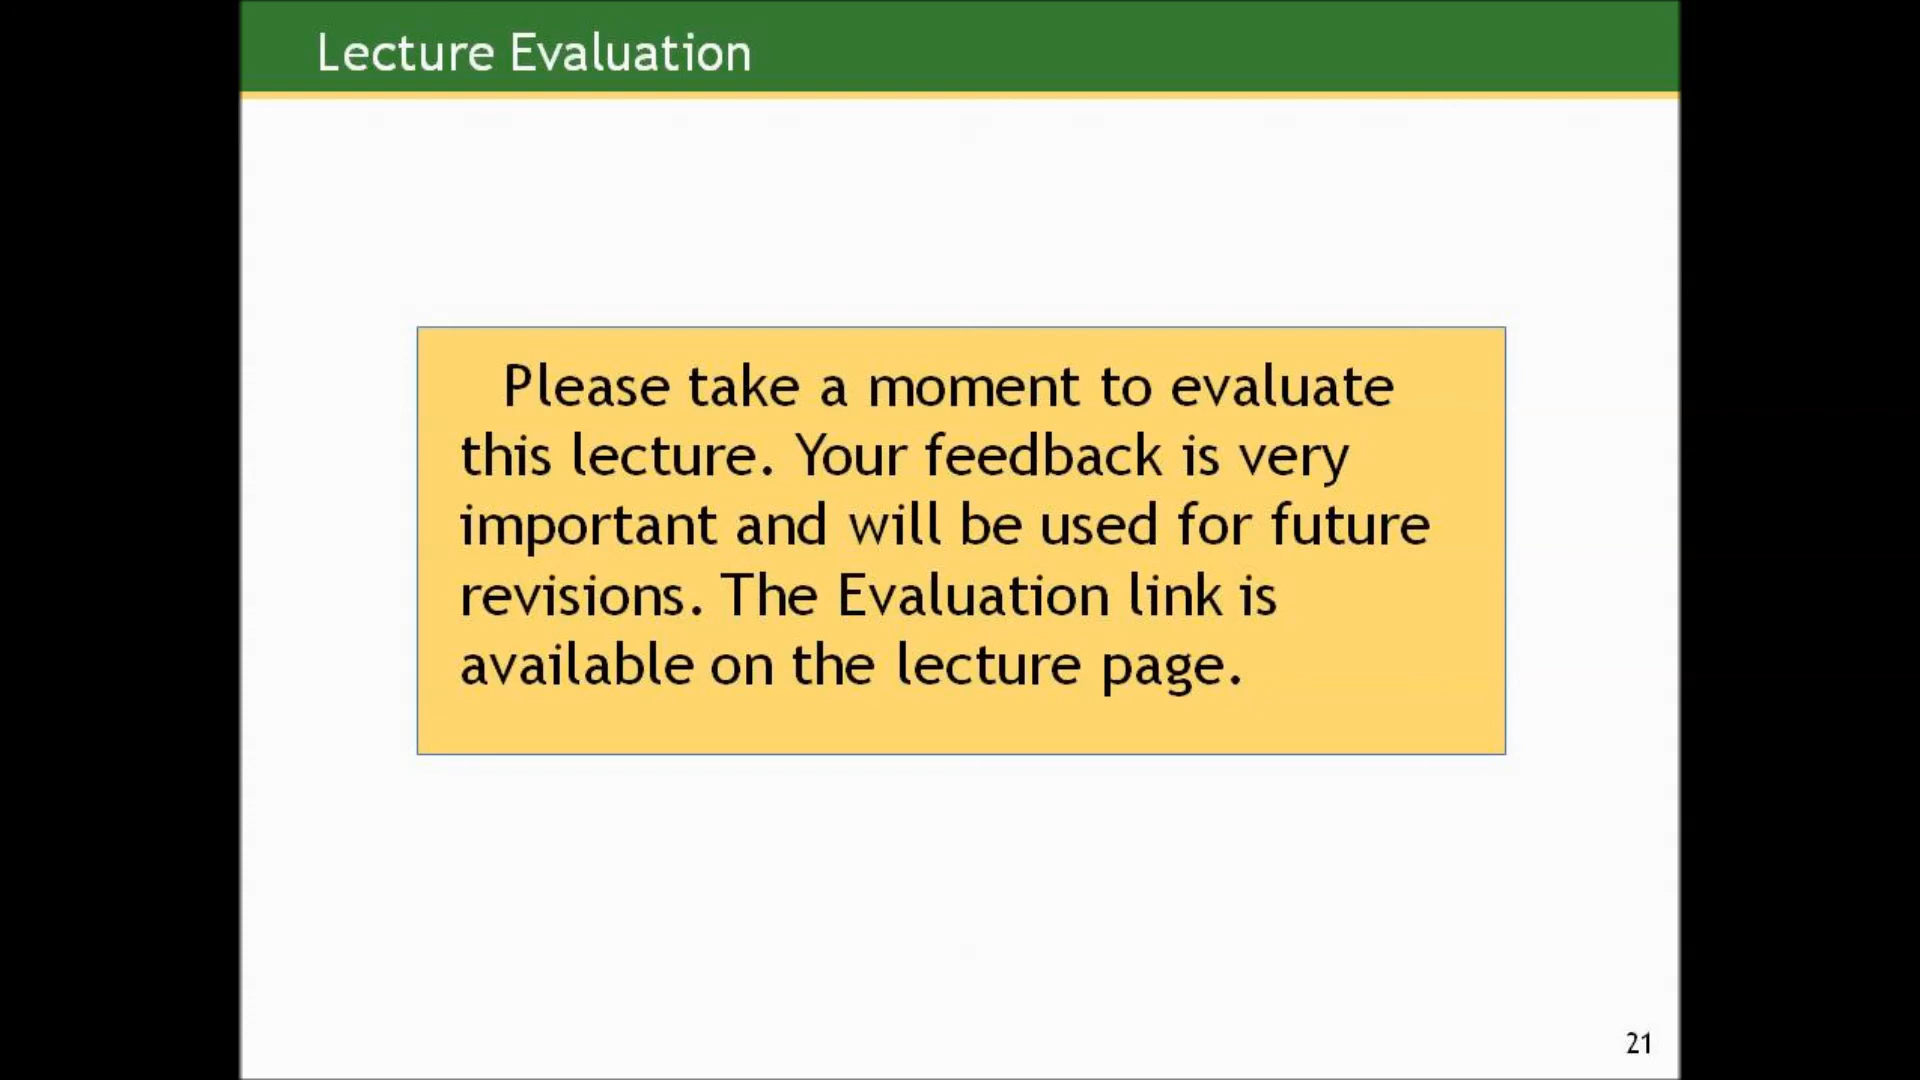 Lecture Evaluation
Please take a moment to evaluate
this lecture. Your feedback is very
important and will be used for future
revisions. The Evaluation link is
available on the lecture page.
21